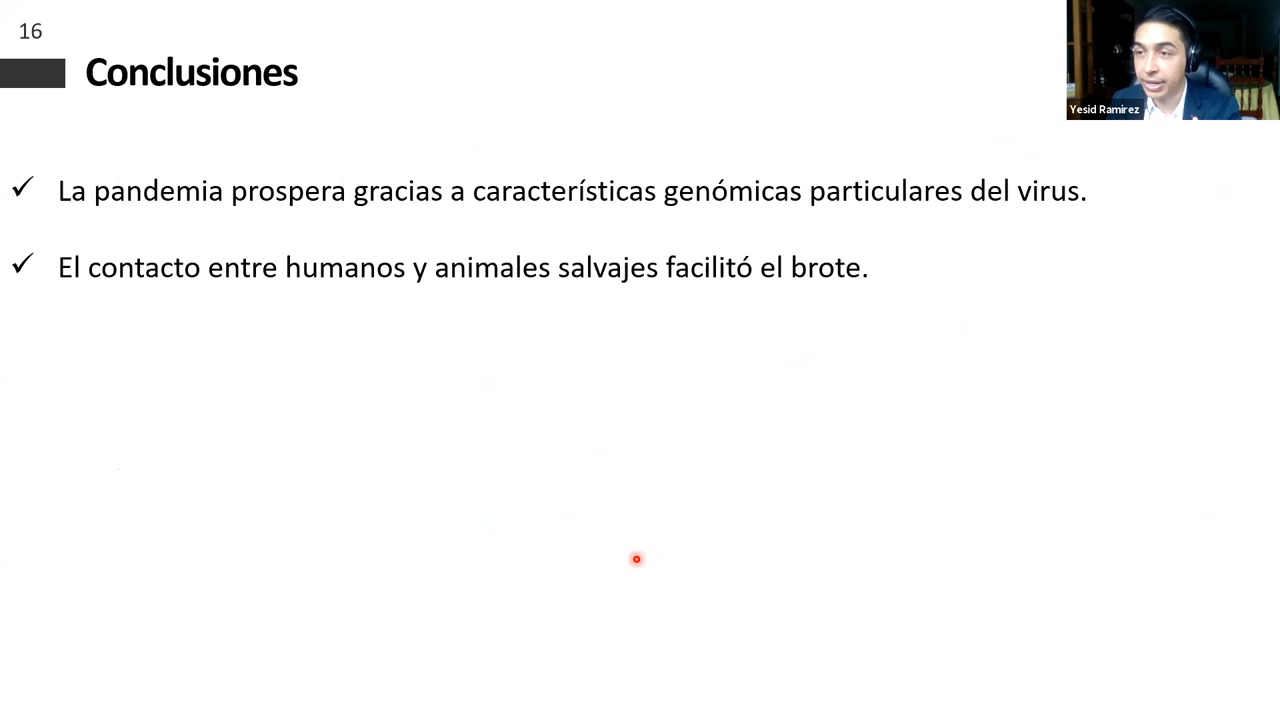 16
Conclusiones
Yesid Ramirez
✓ La pandemia prospera gracias a características genómicas particulares del virus.
✓ El contacto entre humanos y animales salvajes facilitó el brote.